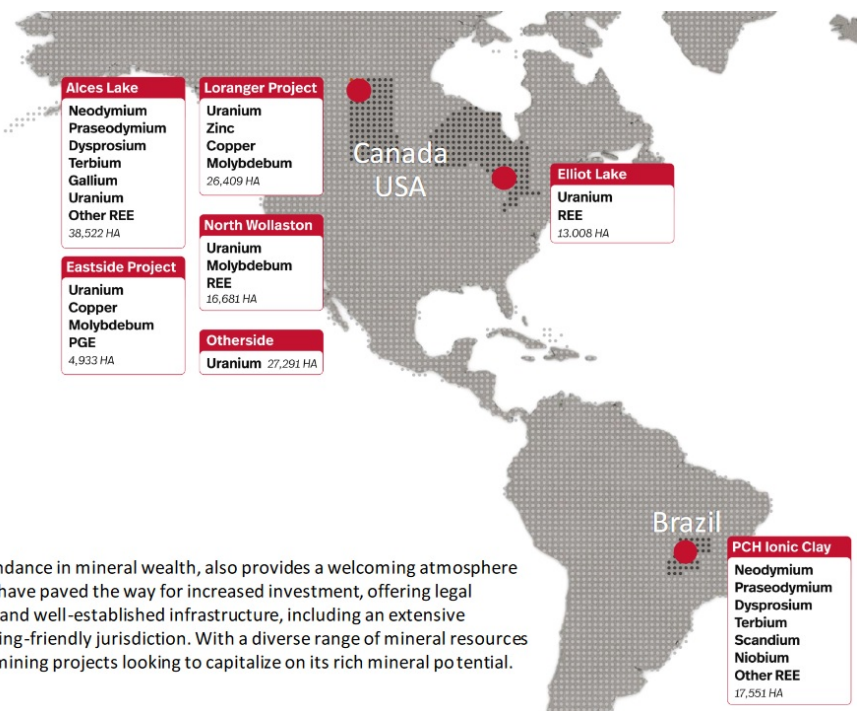 Alces Lake
Neodymium
Praseodymium
Dysprosium
Terbium
Gallium
Uranium
Other REE
38,522 HA
Loranger Project
Uranium
Zinc
Copper
Molybdebum
26,409 HA
Canada
USA
Elliot Lake
Uranium
REE
13.008 HA
North Wollaston
Uranium
Molybdebum
REE
16,681 HA
Eastside Project
Uranium
Copper
Molybdebum
PGE
4,933 HA
Otherside
Uranium 27,291 HA
Brazil
PCH Ionic Clay
Neodymium
Praseodymium
Dysprosium
Terbium
Scandium
Niobium
Other REE
17,551 HA
ndance in mineral wealth, also provides a welcoming atmosphere
have paved the way for increased investment, offering legal
and well-established infrastructure, including an extensive
ing-friendly jurisdiction. With a diverse range of mineral resources
mining projects looking to capitalize on its rich mineral potential.